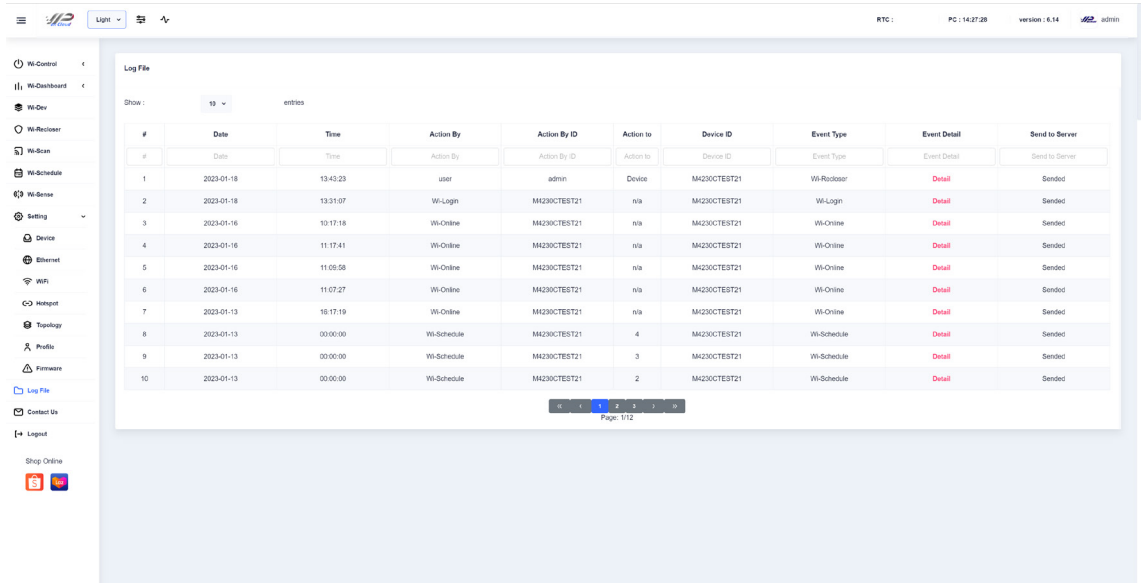 Wi Cloud
Light
RTC :
PC : 14:27:26
version : 6.14
admin
Wi-Control
Wi-Dashboard
Wi-Dev
Wi-Recloser
Wi-Scan
Wi-Schedule
Wi-Sense
Setting
Device
Ethernet
WiFi
Hotspot
Topology
Profile
Firmware
Log File
Contact Us
Logout
Shop Online
Log File
Show : 10 entries
# Date Time Action By Action By ID Action to Device ID Event Type Event Detail Send to Server
# Date Time Action By Action By ID Action to Device ID Event Type Event Detail Send to Server
1 2023-01-18 13:43:23 user admin Device M4230CTEST21 Wi-Recloser Detail Sended
2 2023-01-18 13:31:07 Wi-Login M4230CTEST21 n/a M4230CTEST21 Wi-Login Detail Sended
3 2023-01-16 10:17:18 Wi-Online M4230CTEST21 n/a M4230CTEST21 Wi-Online Detail Sended
4 2023-01-16 11:17:41 Wi-Online M4230CTEST21 n/a M4230CTEST21 Wi-Online Detail Sended
5 2023-01-16 11:09:58 Wi-Online M4230CTEST21 n/a M4230CTEST21 Wi-Online Detail Sended
6 2023-01-16 11:07:27 Wi-Online M4230CTEST21 n/a M4230CTEST21 Wi-Online Detail Sended
7 2023-01-13 16:17:19 Wi-Online M4230CTEST21 n/a M4230CTEST21 Wi-Online Detail Sended
8 2023-01-13 00:00:00 Wi-Schedule M4230CTEST21 4 M4230CTEST21 Wi-Schedule Detail Sended
9 2023-01-13 00:00:00 Wi-Schedule M4230CTEST21 3 M4230CTEST21 Wi-Schedule Detail Sended
10 2023-01-13 00:00:00 Wi-Schedule M4230CTEST21 2 M4230CTEST21 Wi-Schedule Detail Sended
« ‹ 1 2 3 › »
Page: 1/12